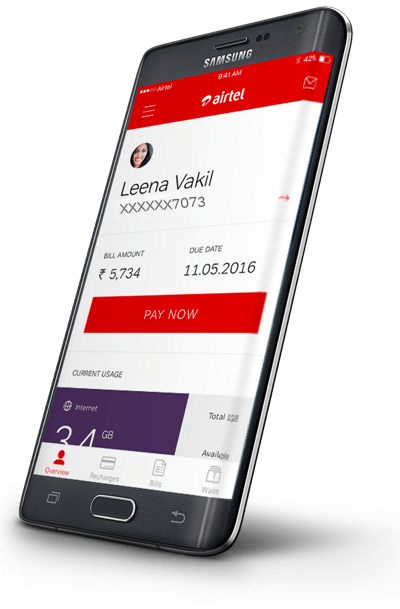 SAMSUNG
Airtel 9:41 AM 42%
airtel
Leena Vakil
XXXXXX7073
BILL AMOUNT DUE DATE
₹ 5,734 11.05.2016
PAY NOW
CURRENT USAGE
Internet Total
3.4 GB Available
Overview Recharges Bills Wallet